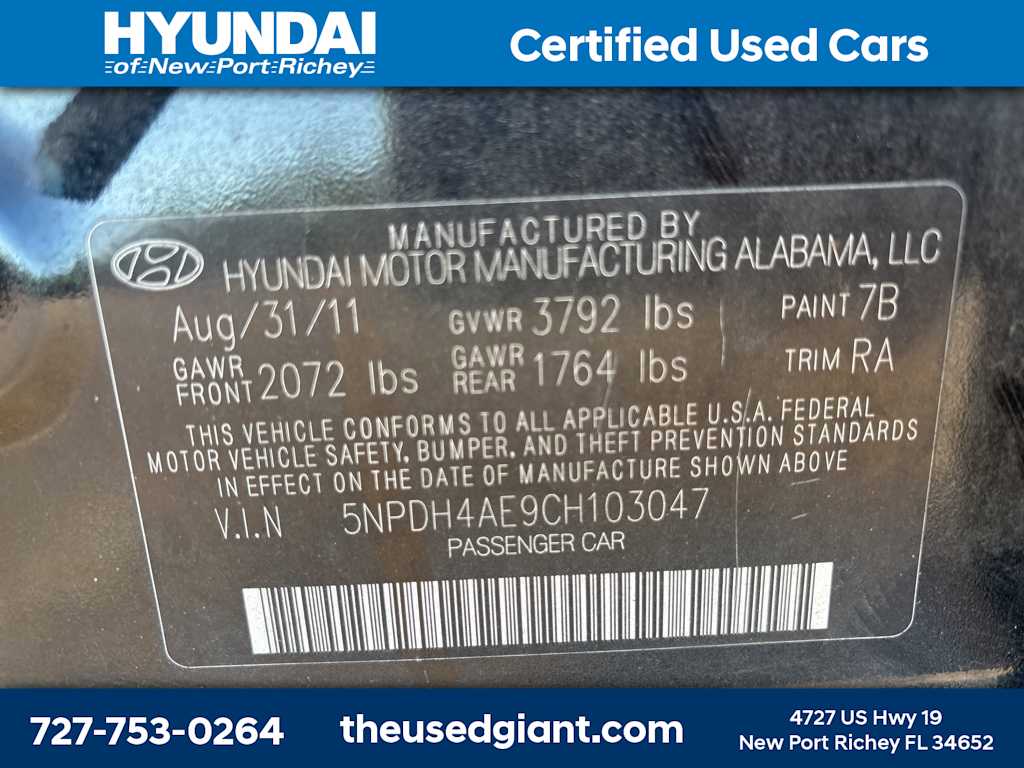 HYUNDAI
of New Port Richey
Certified Used Cars
MANUFACTURED BY
HYUNDAI MOTOR MANUFACTURING ALABAMA, LLC
Aug/31/11 GVWR 3792 lbs PAINT 7B
GAWR FRONT 2072 lbs GAWR REAR 1764 lbs TRIM RA
THIS VEHICLE CONFORMS TO ALL APPLICABLE U.S.A. FEDERAL
MOTOR VEHICLE SAFETY, BUMPER, AND THEFT PREVENTION STANDARDS
IN EFFECT ON THE DATE OF MANUFACTURE SHOWN ABOVE
V.I.N 5NPDH4AE9CH103047
PASSENGER CAR
727-753-0264
theusedgiant.com
4727 US Hwy 19
New Port Richey FL 34652